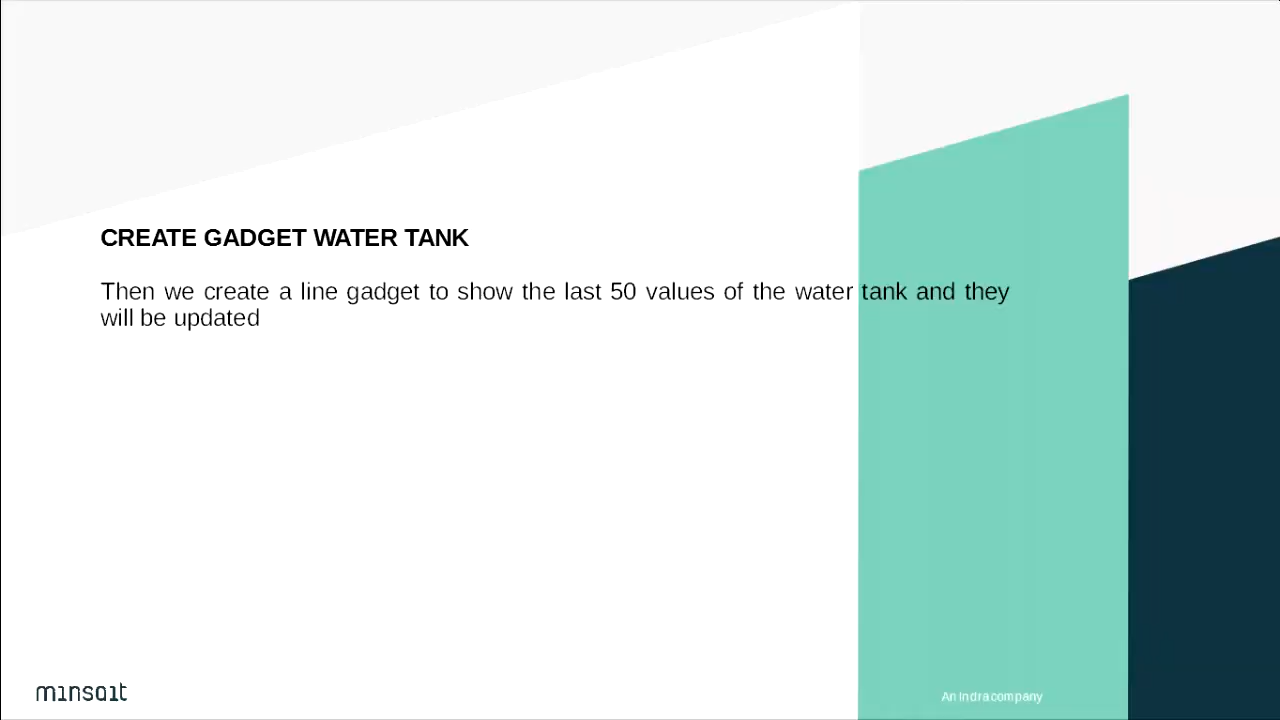 CREATE GADGET WATER TANK
Then we create a line gadget to show the last 50 values of the water tank and they
will be updated
minsait
An Indra company